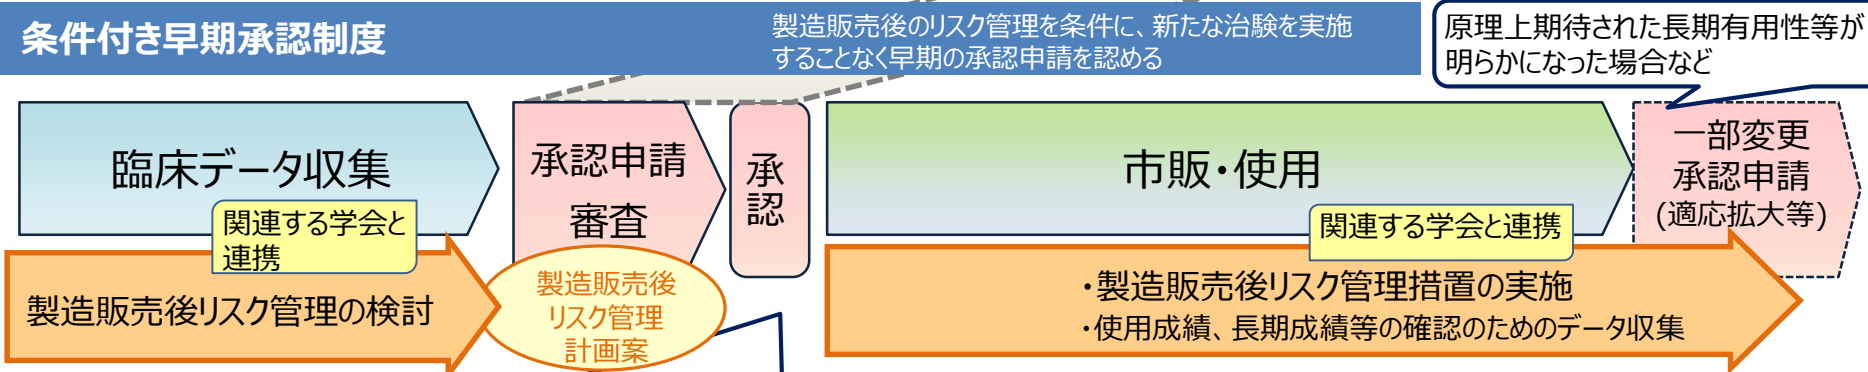 条件付き早期承認制度
製造販売後のリスク管理を条件に、新たな治験を実施
することなく早期の承認申請を認める
原理上期待された長期有用性等が
明らかになった場合など
臨床データ収集
関連する学会と
連携
承認申請
審査
承
認
市販・使用
関連する学会と連携
一部変更
承認申請
(適応拡大等)
製造販売後リスク管理の検討
製造販売後
リスク管理
計画案
・製造販売後リスク管理措置の実施
・使用成績、長期成績等の確認のためのデータ収集